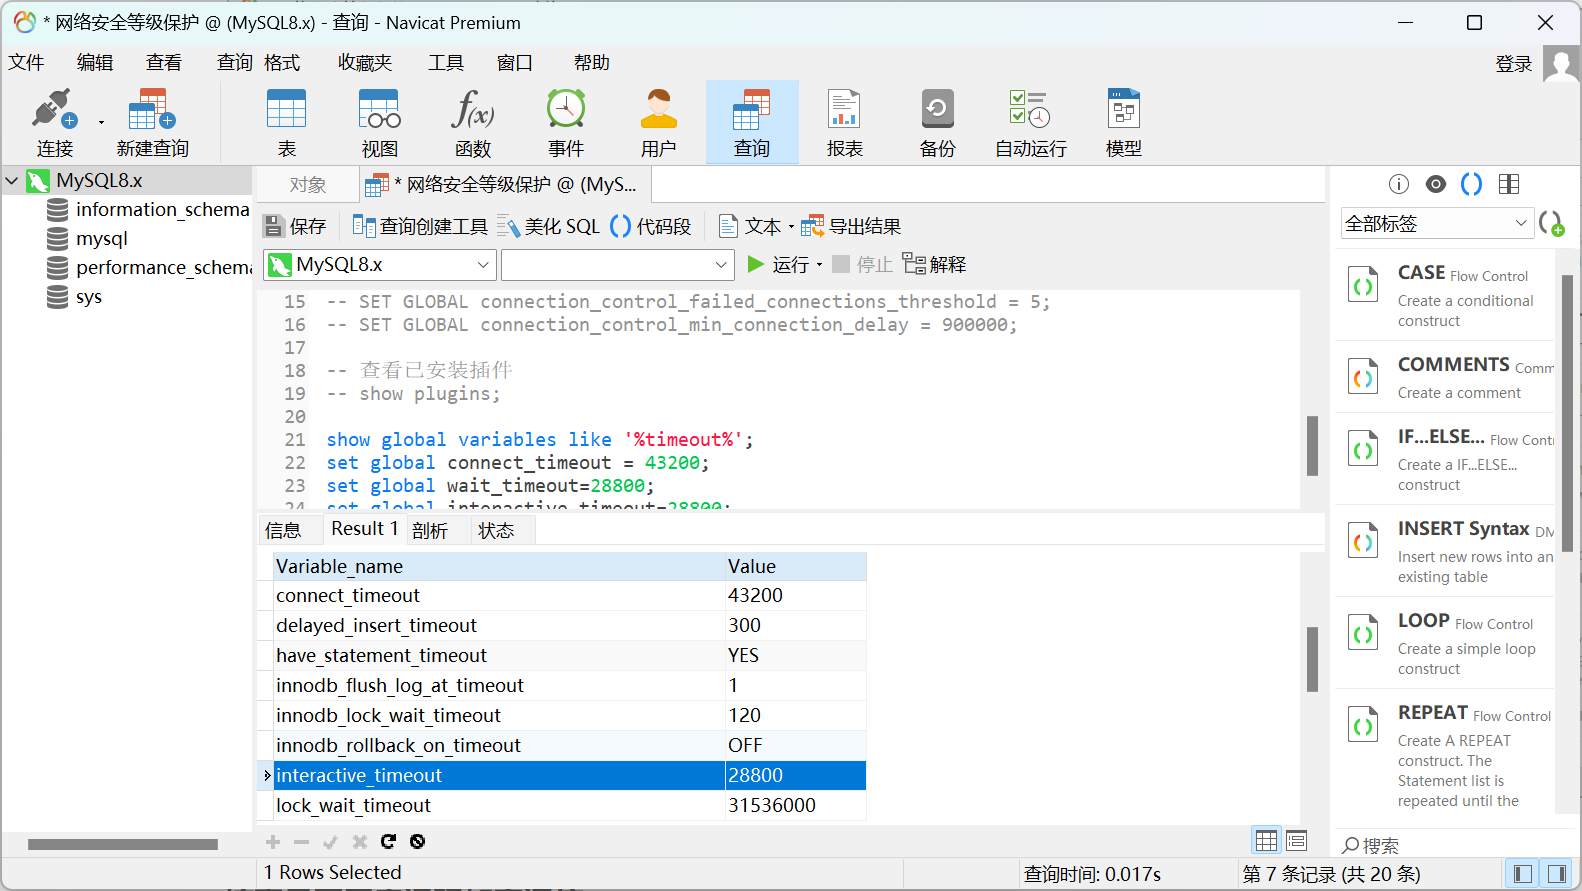 * 网络安全等级保护 @ (MySQL8.x) - 查询 - Navicat Premium
文件 编辑 查看 查询 格式 收藏夹 工具 窗口 帮助 登录
连接 新建查询 表 视图 函数 事件 用户 查询 报表 备份 自动运行 模型
MySQL8.x
information_schema
mysql
performance_schema
sys
对象 * 网络安全等级保护 @ (MyS...
保存 查询创建工具 美化 SQL 代码段 文本 导出结果
MySQL8.x 运行 停止 解释
15 -- SET GLOBAL connection_control_failed_connections_threshold = 5;
16 -- SET GLOBAL connection_control_min_connection_delay = 900000;
17
18 -- 查看已安装插件
19 -- show plugins;
20
21 show global variables like '%timeout%';
22 set global connect_timeout = 43200;
23 set global wait_timeout=28800;
24 set global interactive_timeout=28800;
信息 Result 1 剖析 状态
Variable_name Value
connect_timeout 43200
delayed_insert_timeout 300
have_statement_timeout YES
innodb_flush_log_at_timeout 1
innodb_lock_wait_timeout 120
innodb_rollback_on_timeout OFF
interactive_timeout 28800
lock_wait_timeout 31536000
1 Rows Selected 查询时间: 0.017s 第 7 条记录 (共 20 条)
全部标签
CASE Flow Control
Create a conditional
construct
COMMENTS Comm
Create a comment
IF...ELSE... Flow Contr
Create a IF...ELSE...
construct
INSERT Syntax DM
Insert new rows into an
existing table
LOOP Flow Control
Create a simple loop
construct
REPEAT Flow Control
Create A REPEAT
construct. The
Statement list is
repeated until the
搜索